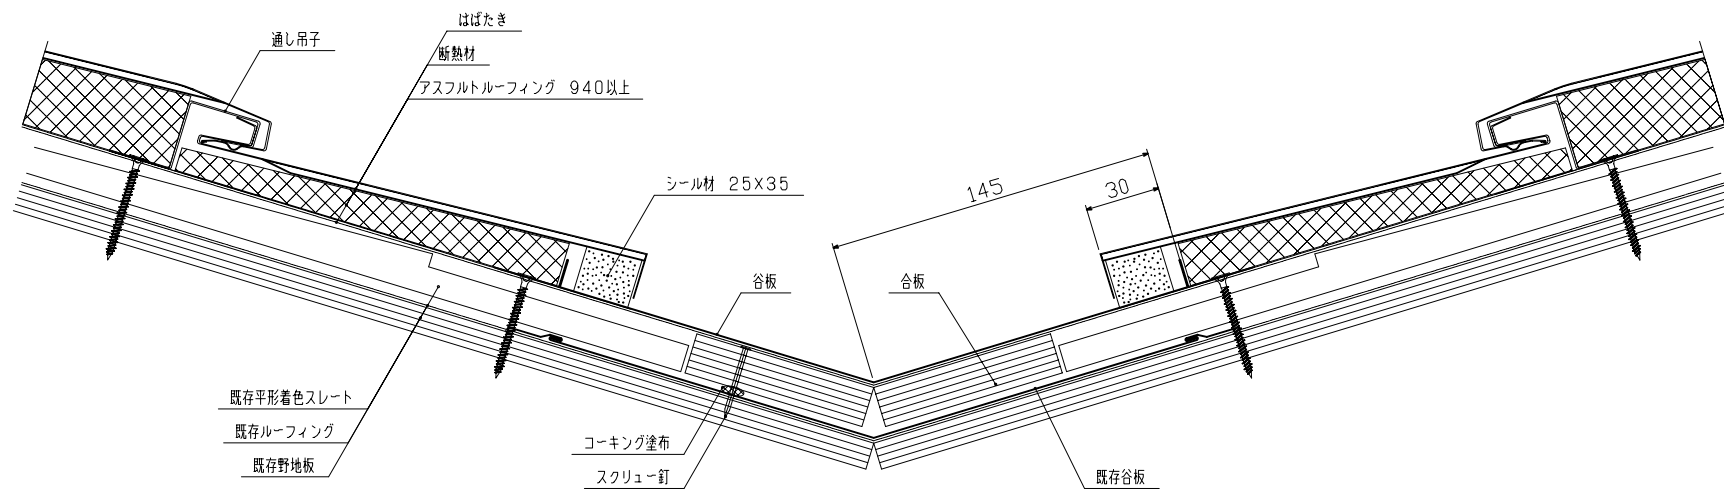 はばたき
通し吊子
断熱材
アスフルトルーフィング 940以上
シール材 25X35
145
30
谷板
合板
既存平形着色スレート
既存ルーフィング
既存野地板
コーキング塗布
スクリュー釘
既存谷板